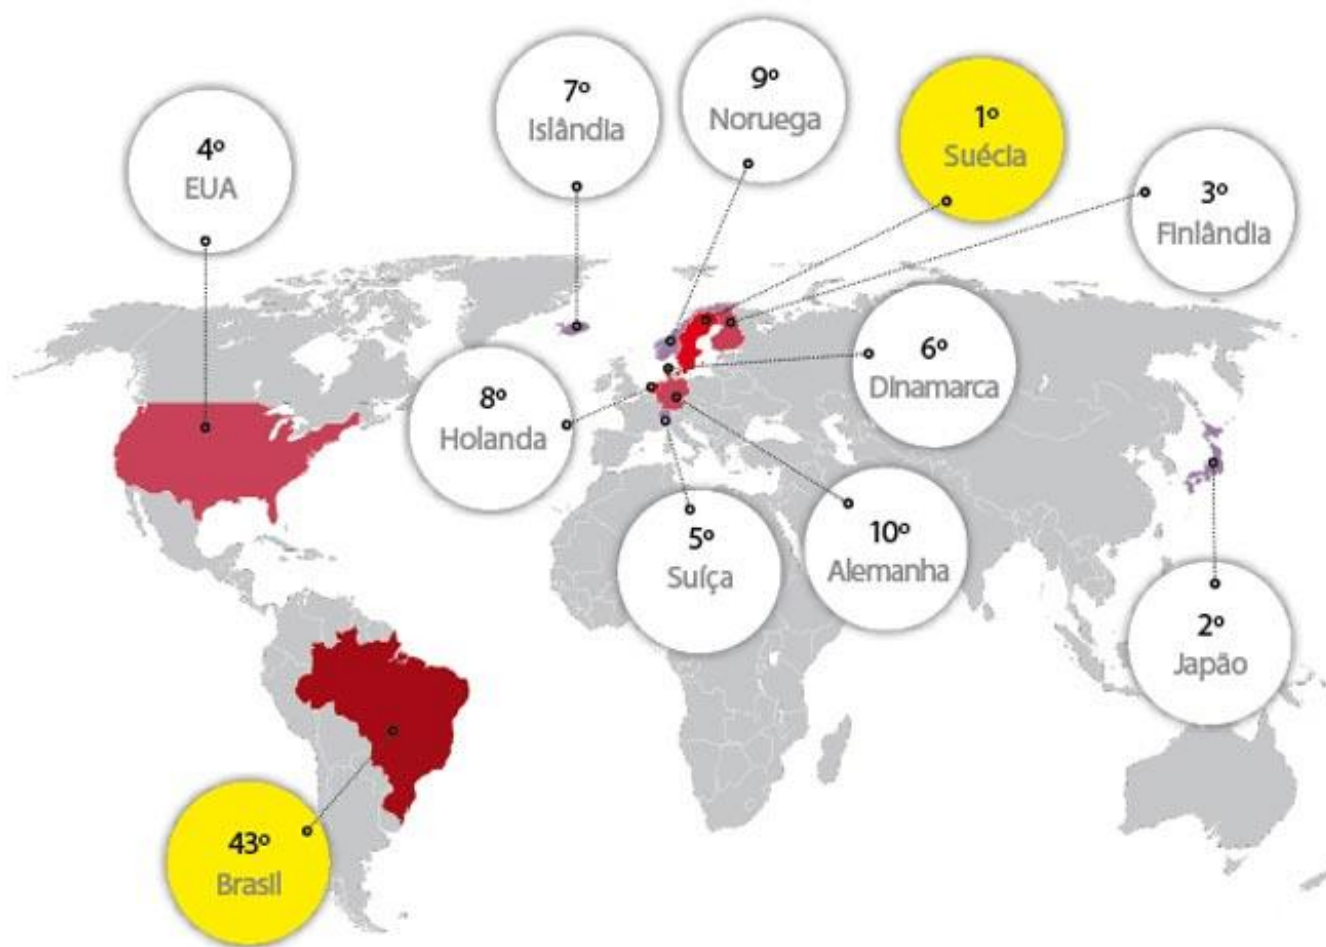 9º
Noruega
7º
Islândia
1º
Suécia
4º
EUA
3º
Finlândia
6º
Dinamarca
8º
Holanda
5º
Suíça
10º
Alemanha
2º
Japão
43º
Brasil